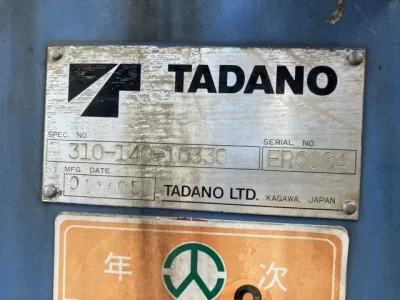 TADANO
SPEC. NO.
SERIAL NO.
310-140-10330
ER0064
MFG. DATE
TADANO LTD. KAGAWA, JAPAN
年 次